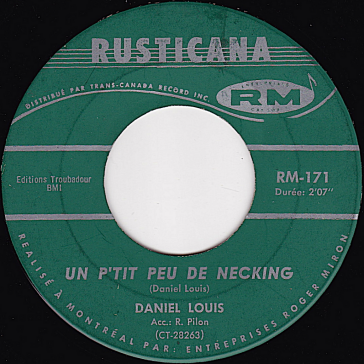 RUSTICANA
DISTRIBUÉ PAR TRANS-CANADA RECORD INC.
RM
Editions Troubadour
BMI
RM-171
Durée: 2'07"
UN P'TIT PEU DE NECKING
(Daniel Louis)
DANIEL LOUIS
Acc.: R. Pilon
(CT-28263)
REALISÉ À MONTRÉAL PAR: ENTREPRISES ROGER MIRON